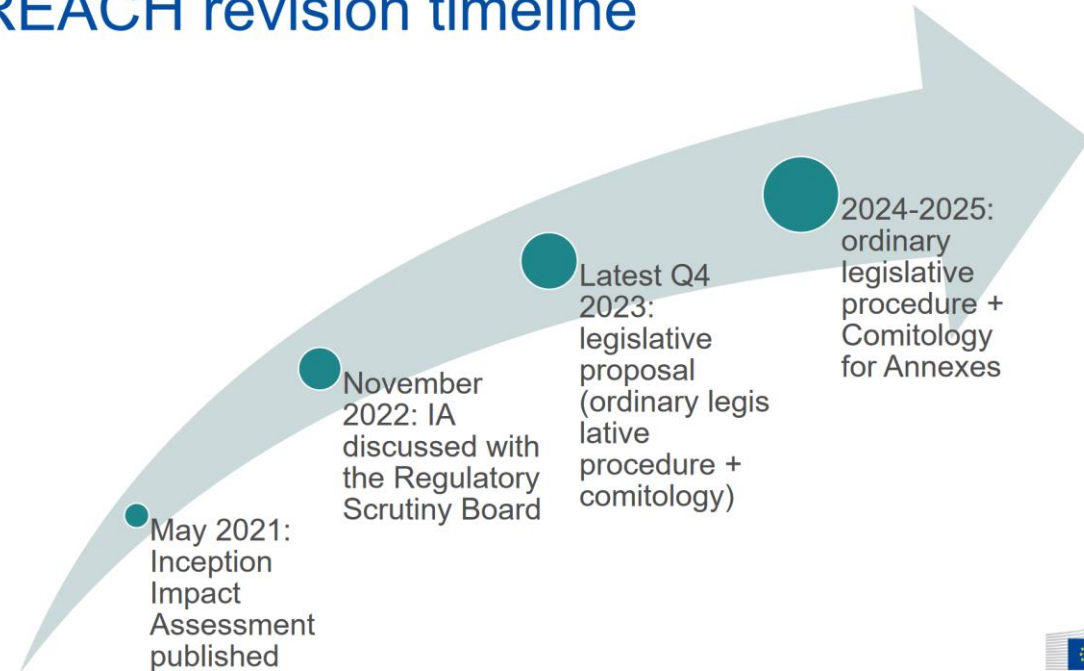 REACH revision timeline
2024-2025:
ordinary
legislative
procedure +
Comitology
for Annexes
Latest Q4
2023:
legislative
proposal
(ordinary legis
lative
procedure +
comitology)
November
2022: IA
discussed with
the Regulatory
Scrutiny Board
May 2021:
Inception
Impact
Assessment
published